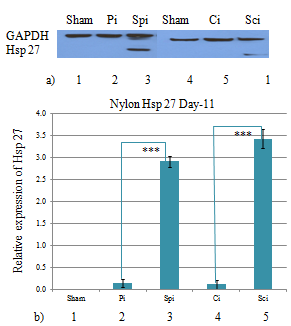 Sham Pi Spi Sham Ci Sci
GAPDH
Hsp 27
a) 1 2 3 4 5 1
Nylon Hsp 27 Day-11
Relative expression of Hsp 27
4.0
3.5
3.0
2.5
2.0
1.5
1.0
0.5
0.0
*** ***
Sham Pi Spi Ci Sci
b) 1 2 3 4 5